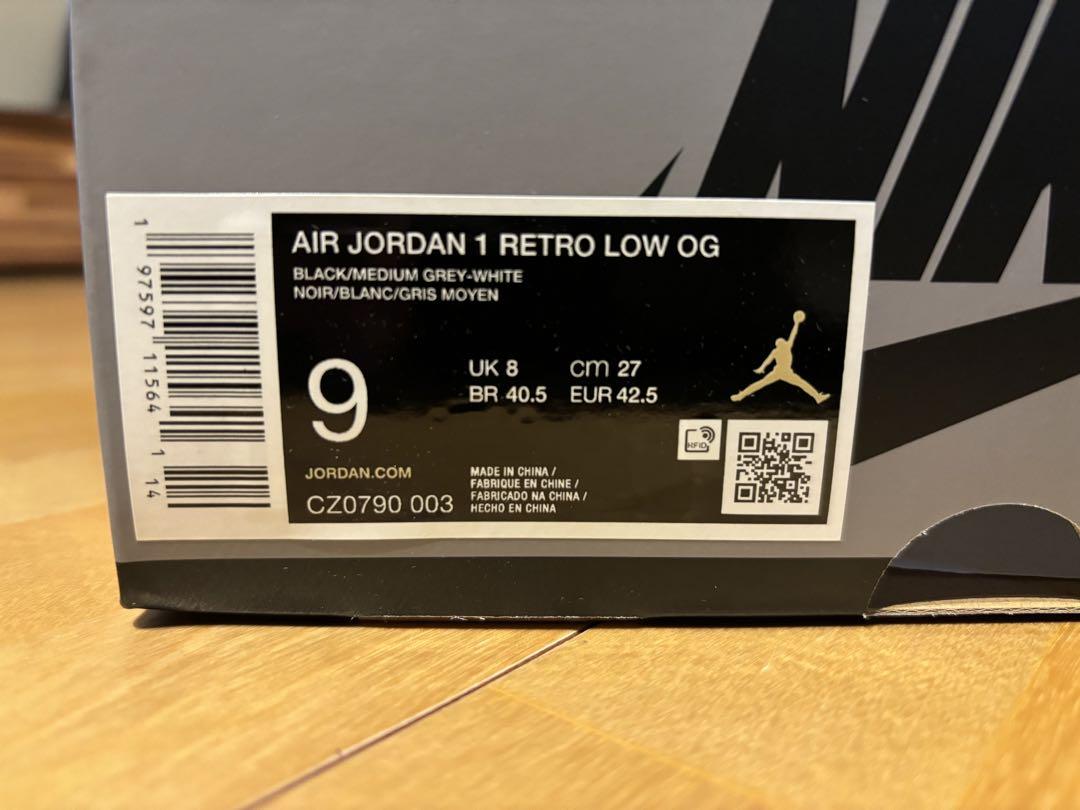 AIR JORDAN 1 RETRO LOW OG
BLACK/MEDIUM GREY-WHITE
NOIR/BLANC/GRIS MOYEN
9
UK 8 cm 27
BR 40.5 EUR 42.5
RFID
JORDAN.COM
CZ0790 003
MADE IN CHINA /
FABRIQUE EN CHINE /
FABRICADO NA CHINA /
HECHO EN CHINA
1 97597 11564 1 14